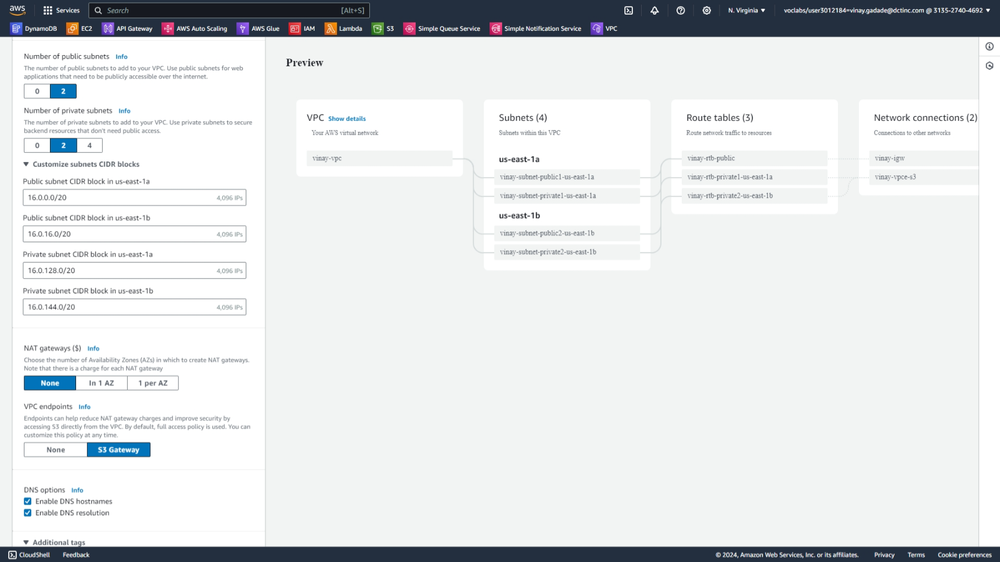 aws
Services
Search
[Alt+S]
N. Virginia ▼
voclabs/user3012184=vinay.gadade@dctinc.com @ 3135-2740-4692 ▼
DynamoDB
EC2
API Gateway
AWS Auto Scaling
AWS Glue
IAM
Lambda
S3
Simple Queue Service
Simple Notification Service
VPC
Number of public subnets Info
The number of public subnets to add to your VPC. Use public subnets for web
applications that need to be publicly accessible over the internet.
0 2
Number of private subnets Info
The number of private subnets to add to your VPC. Use private subnets to secure
backend resources that don't need public access.
0 2 4
▼ Customize subnets CIDR blocks
Public subnet CIDR block in us-east-1a
16.0.0.0/20 4,096 IPs
Public subnet CIDR block in us-east-1b
16.0.16.0/20 4,096 IPs
Private subnet CIDR block in us-east-1a
16.0.128.0/20 4,096 IPs
Private subnet CIDR block in us-east-1b
16.0.144.0/20 4,096 IPs
NAT gateways ($) Info
Choose the number of Availability Zones (AZs) in which to create NAT gateways.
Note that there is a charge for each NAT gateway
None In 1 AZ 1 per AZ
VPC endpoints Info
Endpoints can help reduce NAT gateway charges and improve security by
accessing S3 directly from the VPC. By default, full access policy is used. You can
customize this policy at any time.
None S3 Gateway
DNS options Info
Enable DNS hostnames
Enable DNS resolution
▼ Additional tags
Preview
VPC Show details
Your AWS virtual network
vinay-vpc
Subnets (4)
Subnets within this VPC
us-east-1a
vinay-subnet-public1-us-east-1a
vinay-subnet-private1-us-east-1a
us-east-1b
vinay-subnet-public2-us-east-1b
vinay-subnet-private2-us-east-1b
Route tables (3)
Route network traffic to resources
vinay-rtb-public
vinay-rtb-private1-us-east-1a
vinay-rtb-private2-us-east-1b
Network connections (2)
Connections to other networks
vinay-igw
vinay-vpce-s3
CloudShell
Feedback
© 2024, Amazon Web Services, Inc. or its affiliates.
Privacy
Terms
Cookie preferences